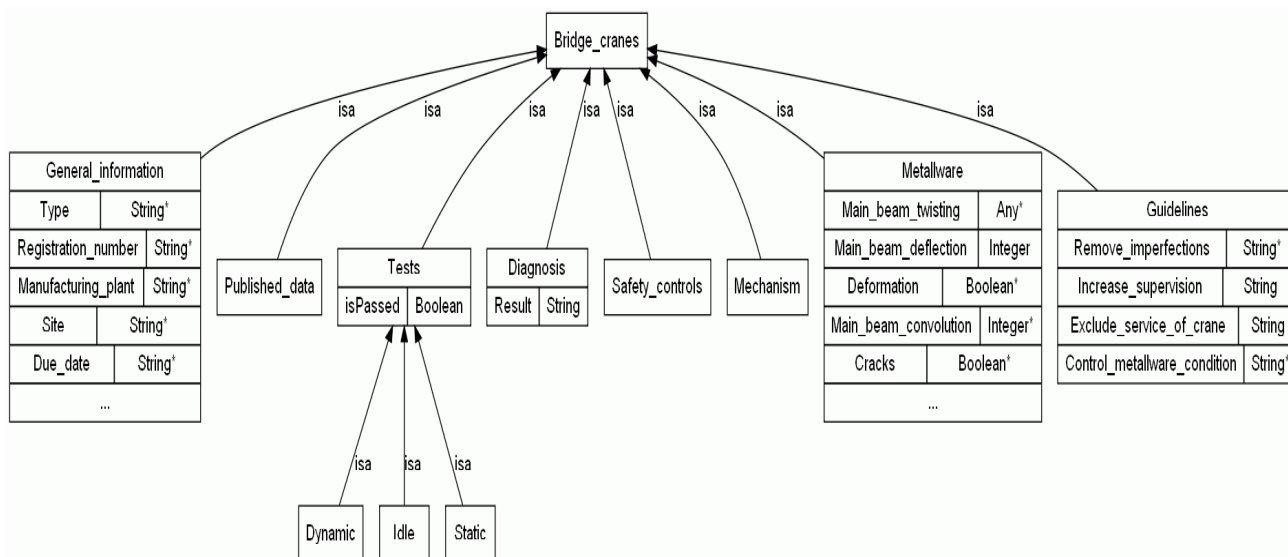 Bridge_cranes
isa isa isa isa isa isa isa isa
General_information
Type String*
Registration_number String*
Manufacturing_plant String*
Site String*
Due_date String*
...
Published_data
Tests
isPassed Boolean
Diagnosis
Result String
Safety_controls
Mechanism
Metallware
Main_beam_twisting Any*
Main_beam_deflection Integer
Deformation Boolean*
Main_beam_convolution Integer*
Cracks Boolean*
...
Guidelines
Remove_imperfections String*
Increase_supervision String
Exclude_service_of_crane String
Control_metallware_condition String*
isa isa isa
Dynamic Idle Static